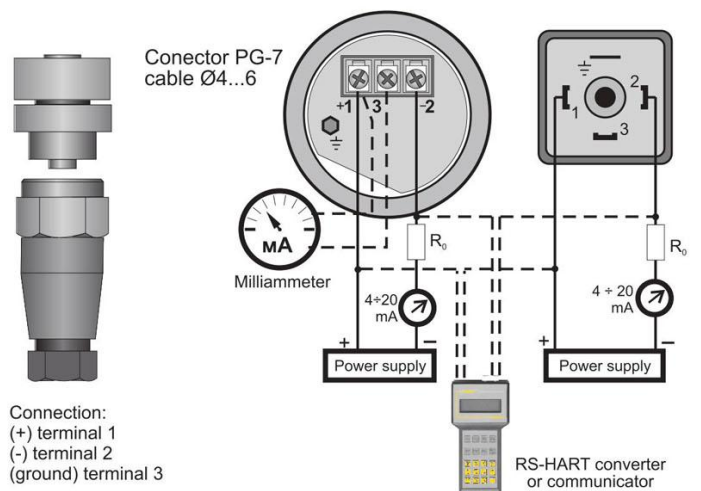 Conector PG-7
cable Ø4...6
+1 3 −2
2
1
3
мА
Milliammeter
R₀
R₀
4÷20
mA
4 ÷ 20
mA
+ −
+ −
Power supply
Power supply
Connection:
(+) terminal 1
(-) terminal 2
(ground) terminal 3
RS-HART converter
or communicator